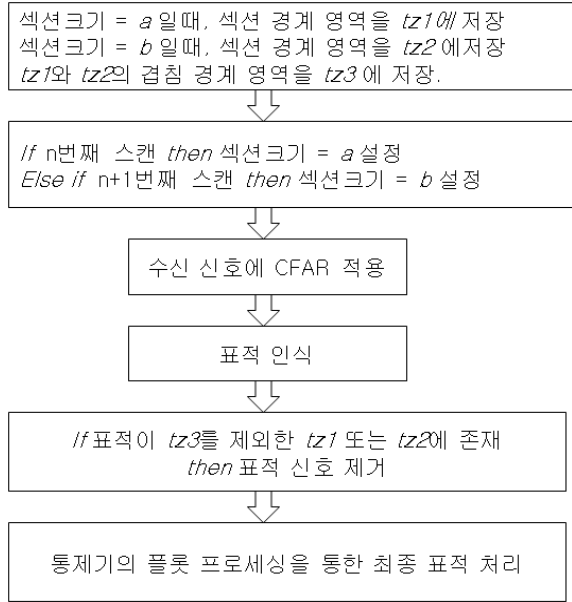 섹션크기 = a 일때, 섹션 경계 영역을 tz1에 저장
섹션크기 = b 일때, 섹션 경계 영역을 tz2 에저장
tz1와 tz2의 겹침 경계 영역을 tz3 에 저장.
If n번째 스캔 then 섹션크기 = a 설정
Else if n+1번째 스캔 then 섹션크기 = b 설정
수신 신호에 CFAR 적용
표적 인식
If 표적이 tz3를 제외한 tz1 또는 tz2에 존재
then 표적 신호 제거
통제기의 플롯 프로세싱을 통한 최종 표적 처리